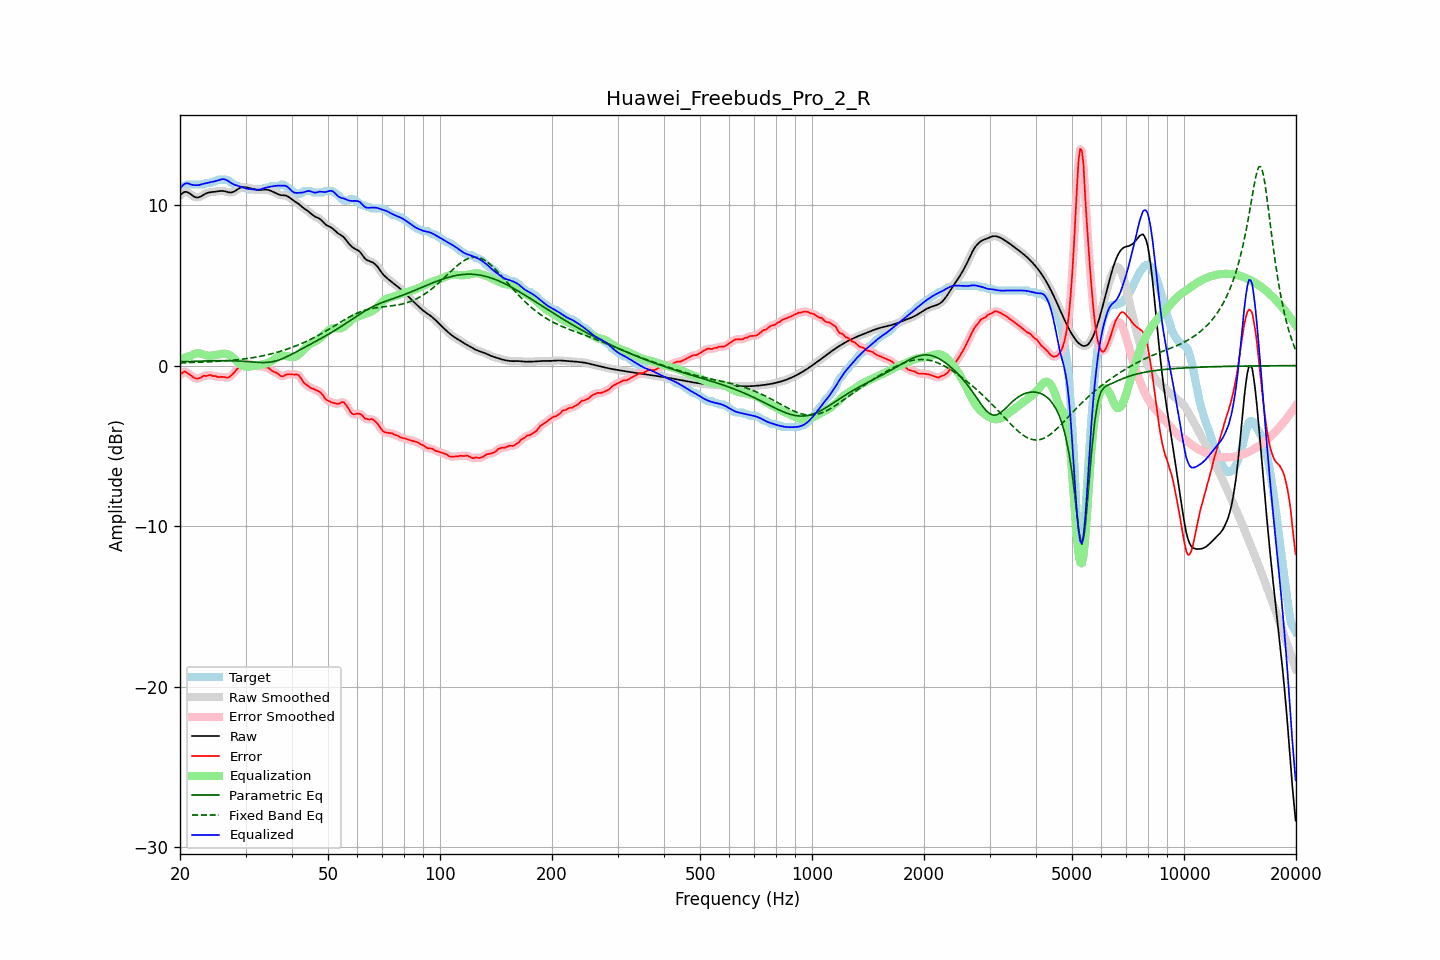 Huawei_Freebuds_Pro_2_R
Amplitude (dBr)
10
0
−10
−20
−30
Target
Raw Smoothed
Error Smoothed
Raw
Error
Equalization
Parametric Eq
Fixed Band Eq
Equalized
20 50 100 200 500 1000 2000 5000 10000 20000
Frequency (Hz)